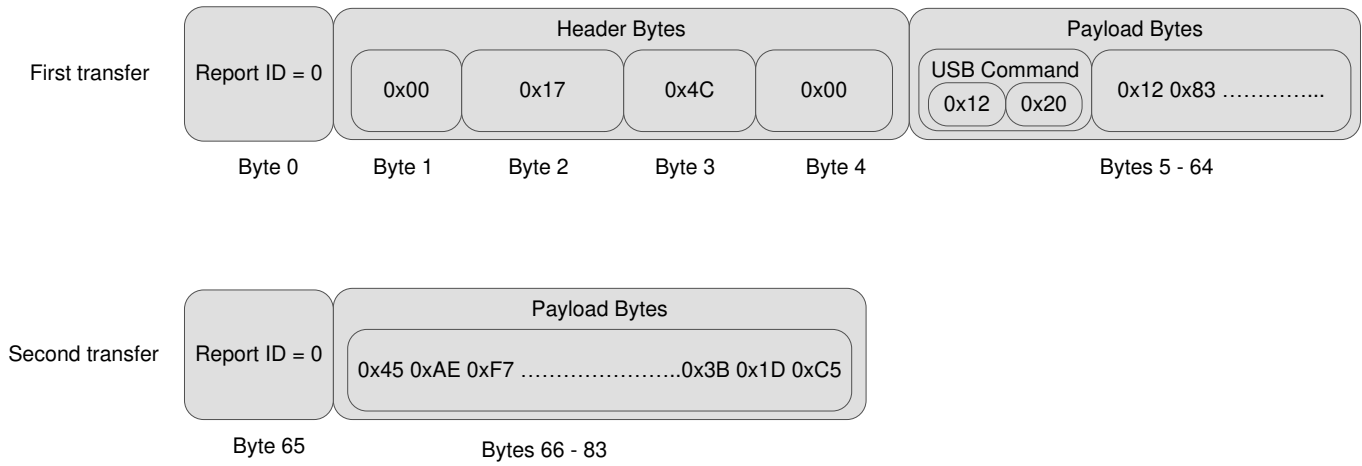 Header Bytes
Payload Bytes
First transfer
Report ID = 0
0x00
0x17
0x4C
0x00
USB Command
0x12
0x20
0x12 0x83 …………...
Byte 0
Byte 1
Byte 2
Byte 3
Byte 4
Bytes 5 - 64
Payload Bytes
Second transfer
Report ID = 0
0x45 0xAE 0xF7 …………………..0x3B 0x1D 0xC5
Byte 65
Bytes 66 - 83